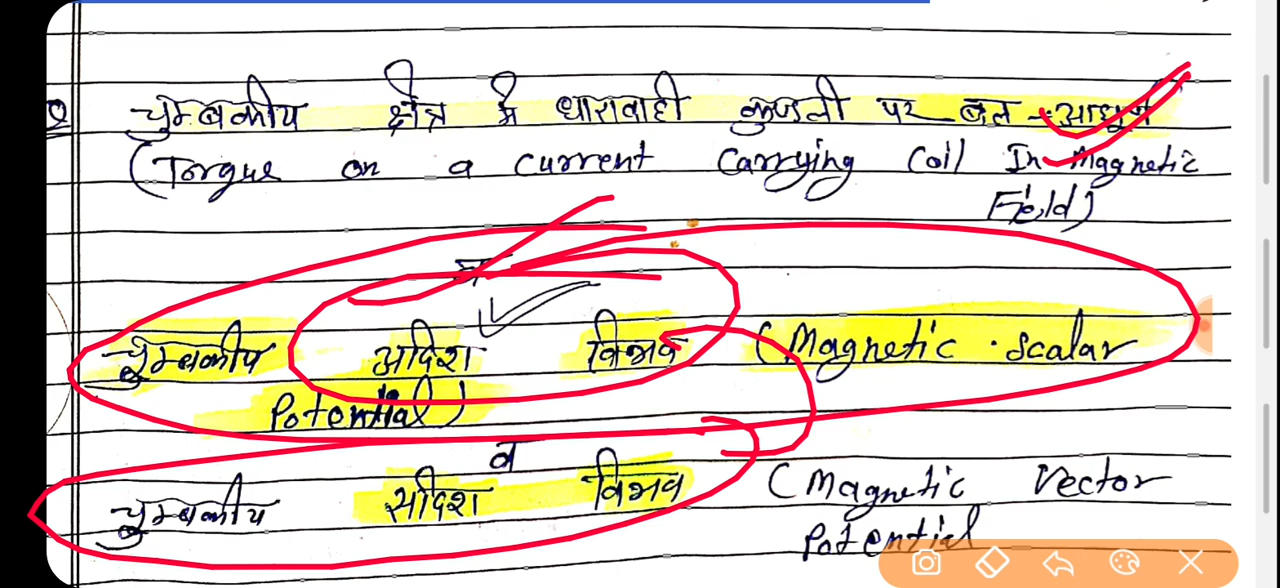 चुम्बकीय क्षेत्र में धारावाही कुण्डली पर बल-आघूर्ण
(Torque on a current Carrying Coil In Magnetic
Field)
चुम्बकीय अदिश विभव (Magnetic . Scalar
Potential)
व
चुम्बकीय सदिश विभव (Magnetic Vector
Potential